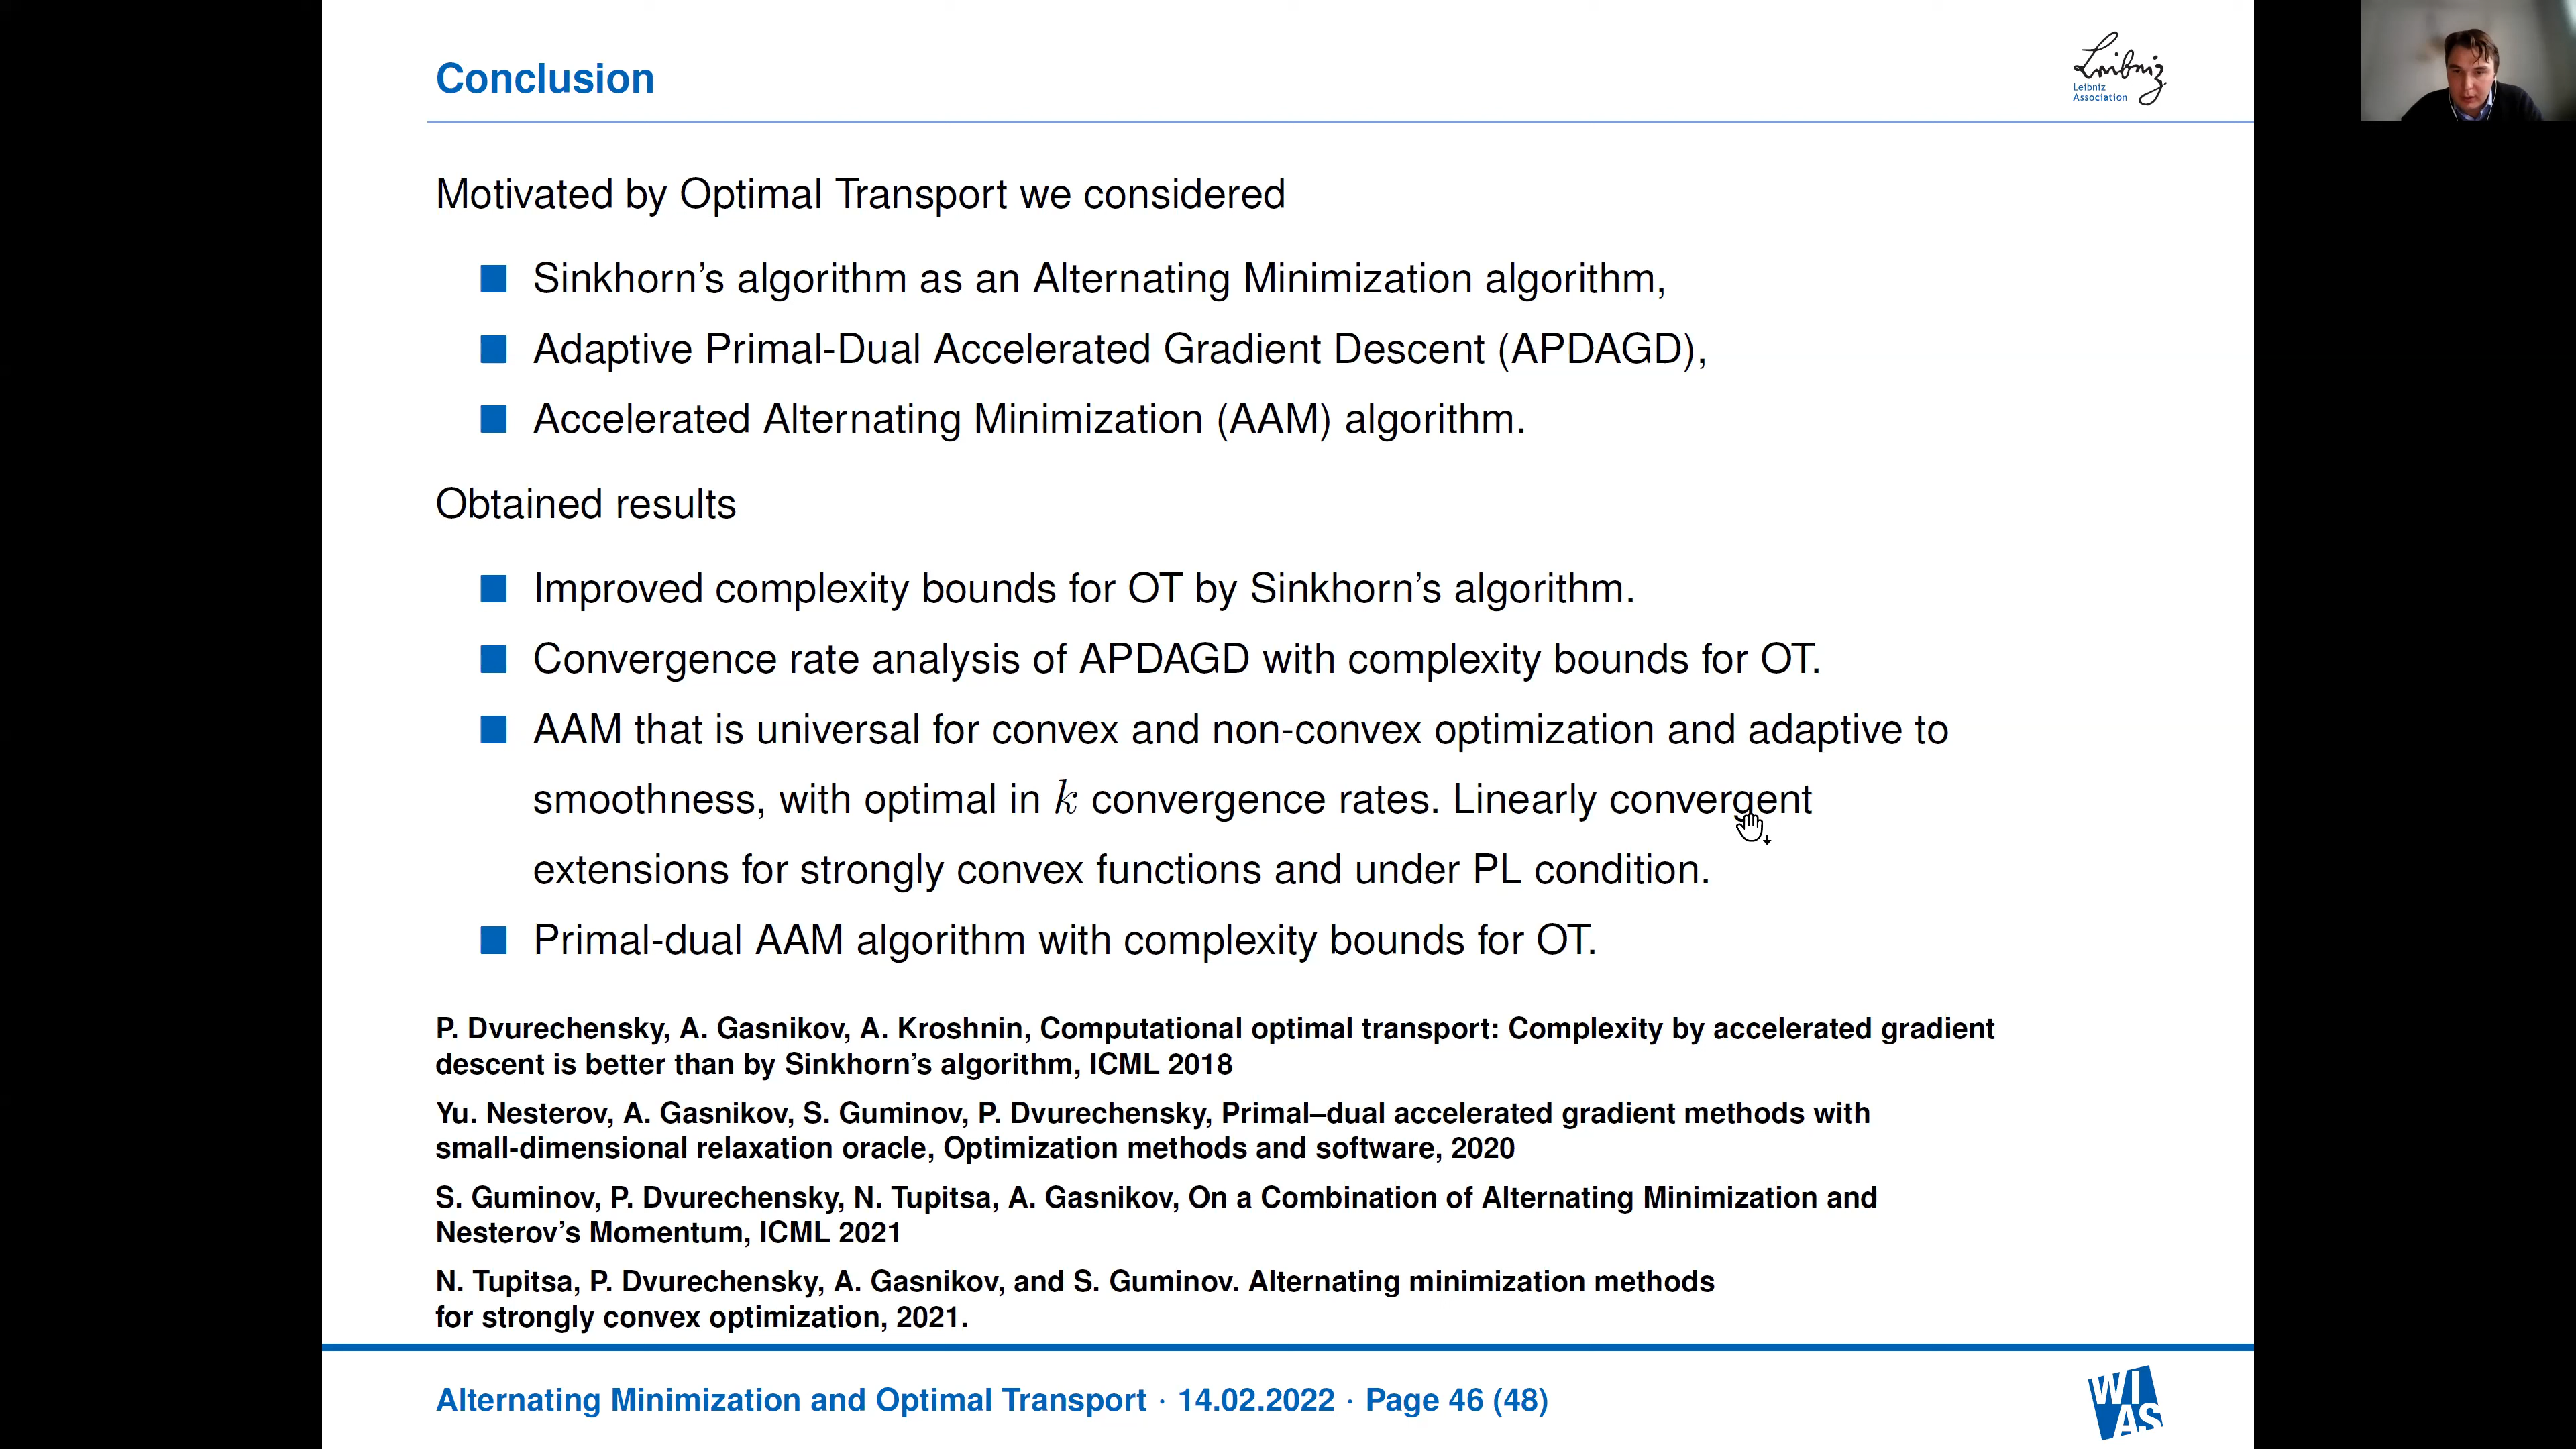 Conclusion
Leibniz
Leibniz
Association
Motivated by Optimal Transport we considered
Sinkhorn’s algorithm as an Alternating Minimization algorithm,
Adaptive Primal-Dual Accelerated Gradient Descent (APDAGD),
Accelerated Alternating Minimization (AAM) algorithm.
Obtained results
Improved complexity bounds for OT by Sinkhorn’s algorithm.
Convergence rate analysis of APDAGD with complexity bounds for OT.
AAM that is universal for convex and non-convex optimization and adaptive to
smoothness, with optimal in k convergence rates. Linearly convergent
extensions for strongly convex functions and under PL condition.
Primal-dual AAM algorithm with complexity bounds for OT.
P. Dvurechensky, A. Gasnikov, A. Kroshnin, Computational optimal transport: Complexity by accelerated gradient
descent is better than by Sinkhorn’s algorithm, ICML 2018
Yu. Nesterov, A. Gasnikov, S. Guminov, P. Dvurechensky, Primal–dual accelerated gradient methods with
small-dimensional relaxation oracle, Optimization methods and software, 2020
S. Guminov, P. Dvurechensky, N. Tupitsa, A. Gasnikov, On a Combination of Alternating Minimization and
Nesterov’s Momentum, ICML 2021
N. Tupitsa, P. Dvurechensky, A. Gasnikov, and S. Guminov. Alternating minimization methods
for strongly convex optimization, 2021.
Alternating Minimization and Optimal Transport · 14.02.2022 · Page 46 (48)
WI
AS